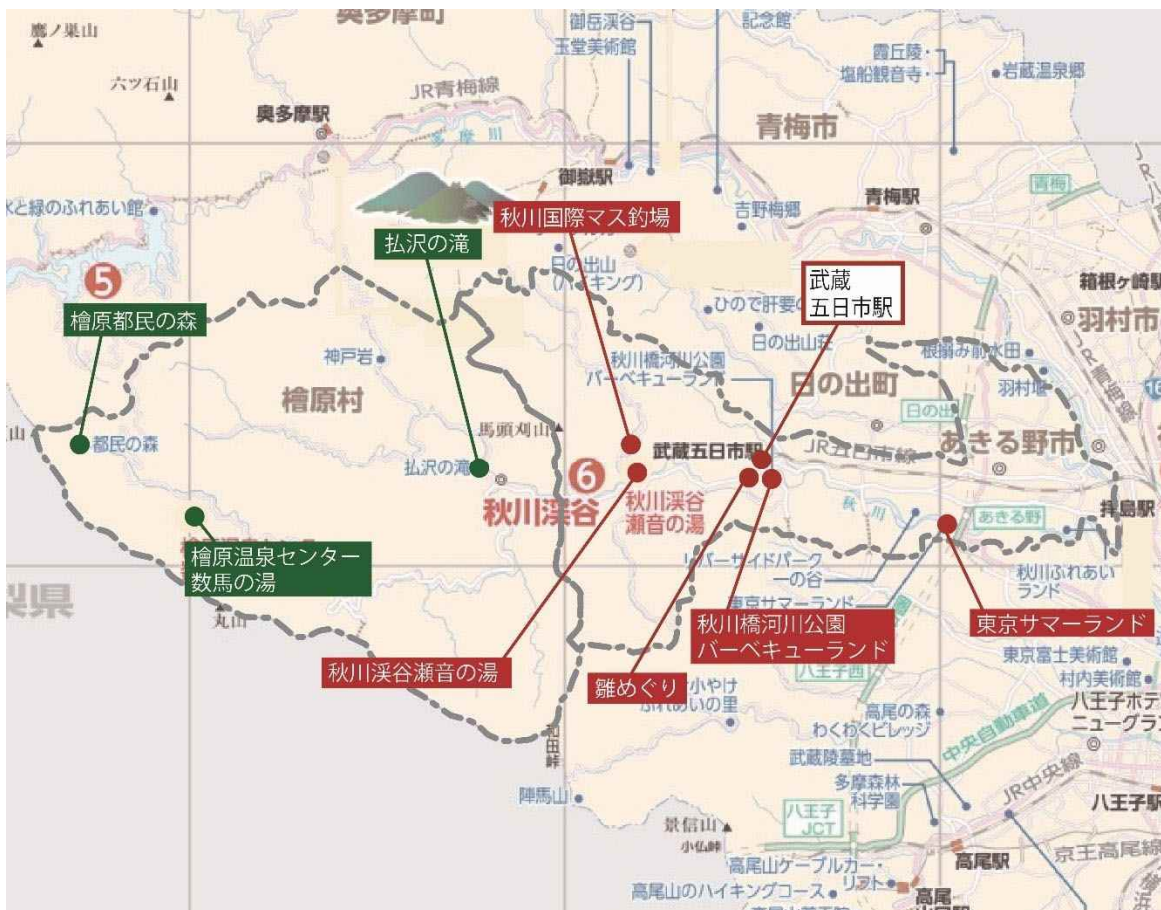 鷹ノ巣山
奥多摩町
御岳渓谷
玉堂美術館
記念館
霞丘陵・
塩船観音寺
岩蔵温泉郷
六ツ石山
JR青梅線
奥多摩駅
多摩川
青梅市
御嶽駅
青梅駅
青梅
水と緑のふれあい館
払沢の滝
秋川国際マス釣場
吉野梅郷
日の出山
(ハイキング)
武蔵
五日市駅
箱根ヶ崎駅
5
檜原都民の森
ひので肝要の
日の出山荘
羽村市
神戸岩
秋川橋河川公園
バーベキューランド
根搦み前水田
日の出町
羽村堰
16
檜原村
日の出
馬頭刈山
あきる野市
都民の森
武蔵五日市駅
JR五日市線
払沢の滝
6
秋川渓谷
秋川渓谷
瀬音の湯
秋川
あきる野
拝島駅
檜原温泉センター
数馬の湯
リバーサイドパーク
一の谷
秋川ふれあい
ランド
梨県
丸山
東京サマーランド
秋川橋河川公園
バーベキューランド
東京サマーランド
秋川渓谷瀬音の湯
雛めぐり
八王子西
東京富士美術館
村内美術館
小やけ
ふれあいの里
八王子ホテ
ニューグラン
和田峠
高尾の森
わくわくビレッジ
中央自動車道
武蔵陵墓地
多摩森林
科学園
JR中央線
陣馬山
八王子
JCT
八王子駅
景信山
小仏峠
高尾駅
京王高尾線
高尾山ケーブルカー・
リフト
高尾山のハイキングコース
高尾